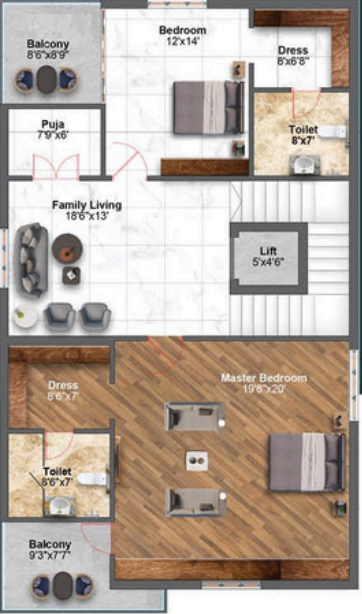 Balcony
8'6"x8'9"
Bedroom
12'x14'
Dress
8'x6'8"
Toilet
8'x7'
Puja
7'9"x6'
Family Living
18'6"x13'
Lift
5'x4'6"
Dress
8'6"x7'
Master Bedroom
19'8"x20'
Toilet
8'6"x7'
Balcony
9'3"x7'7"